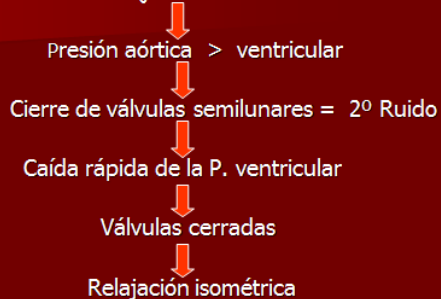 Presión aórtica > ventricular
Cierre de válvulas semilunares = 2º Ruido
Caída rápida de la P. ventricular
Válvulas cerradas
Relajación isométrica